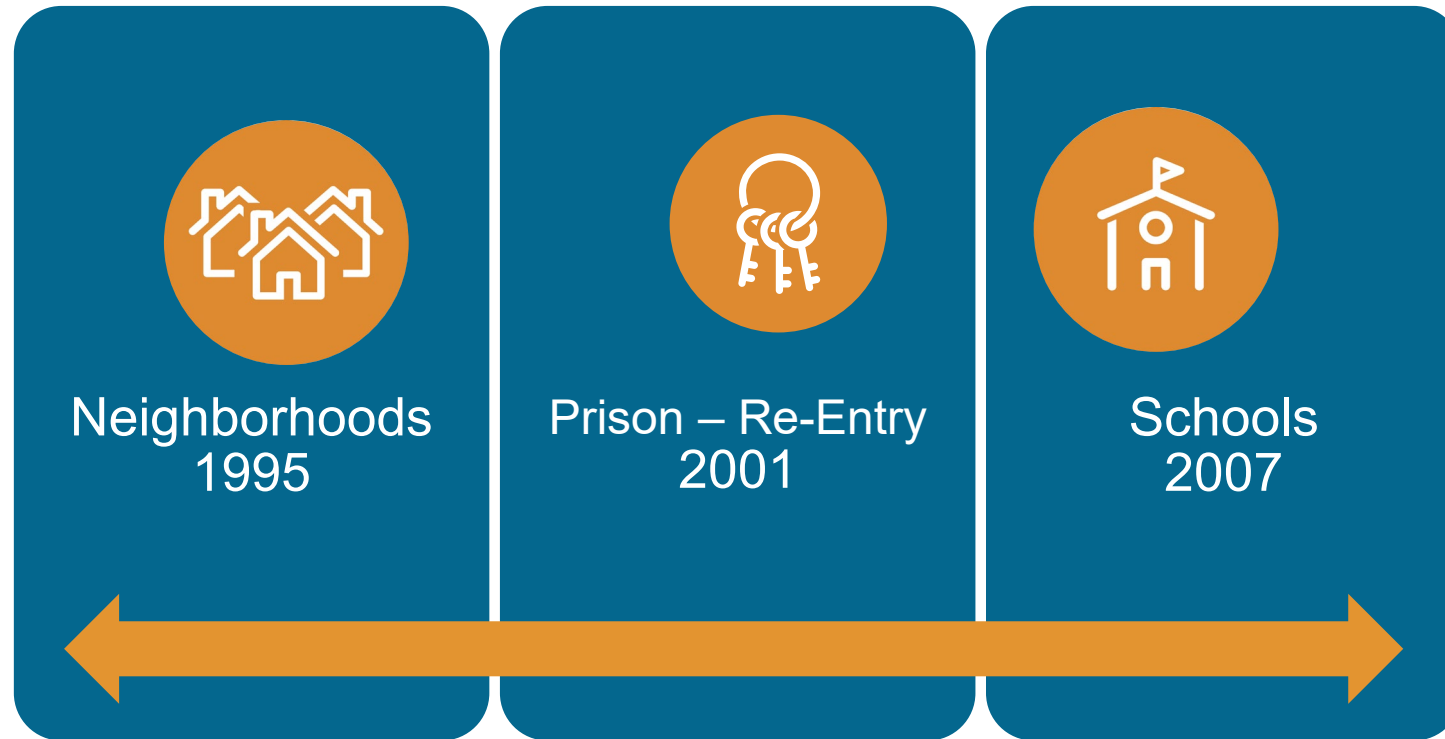 Neighborhoods
1995
Prison – Re-Entry
2001
Schools
2007